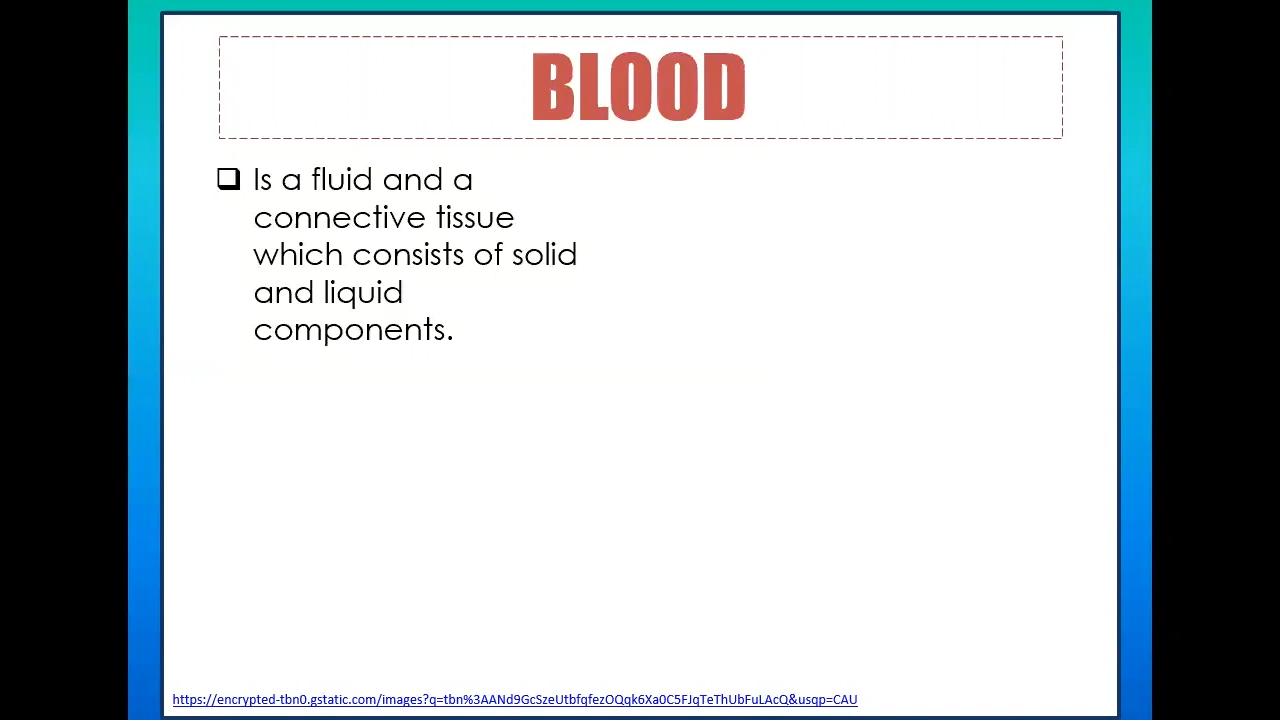 BLOOD
Is a fluid and a
connective tissue
which consists of solid
and liquid
components.
https://encrypted-tbn0.gstatic.com/images?q=tbn%3AANd9GcSzeUtbfqfezOQqk6Xa0C5FJqTeThUbFuLAcQ&usqp=CAU